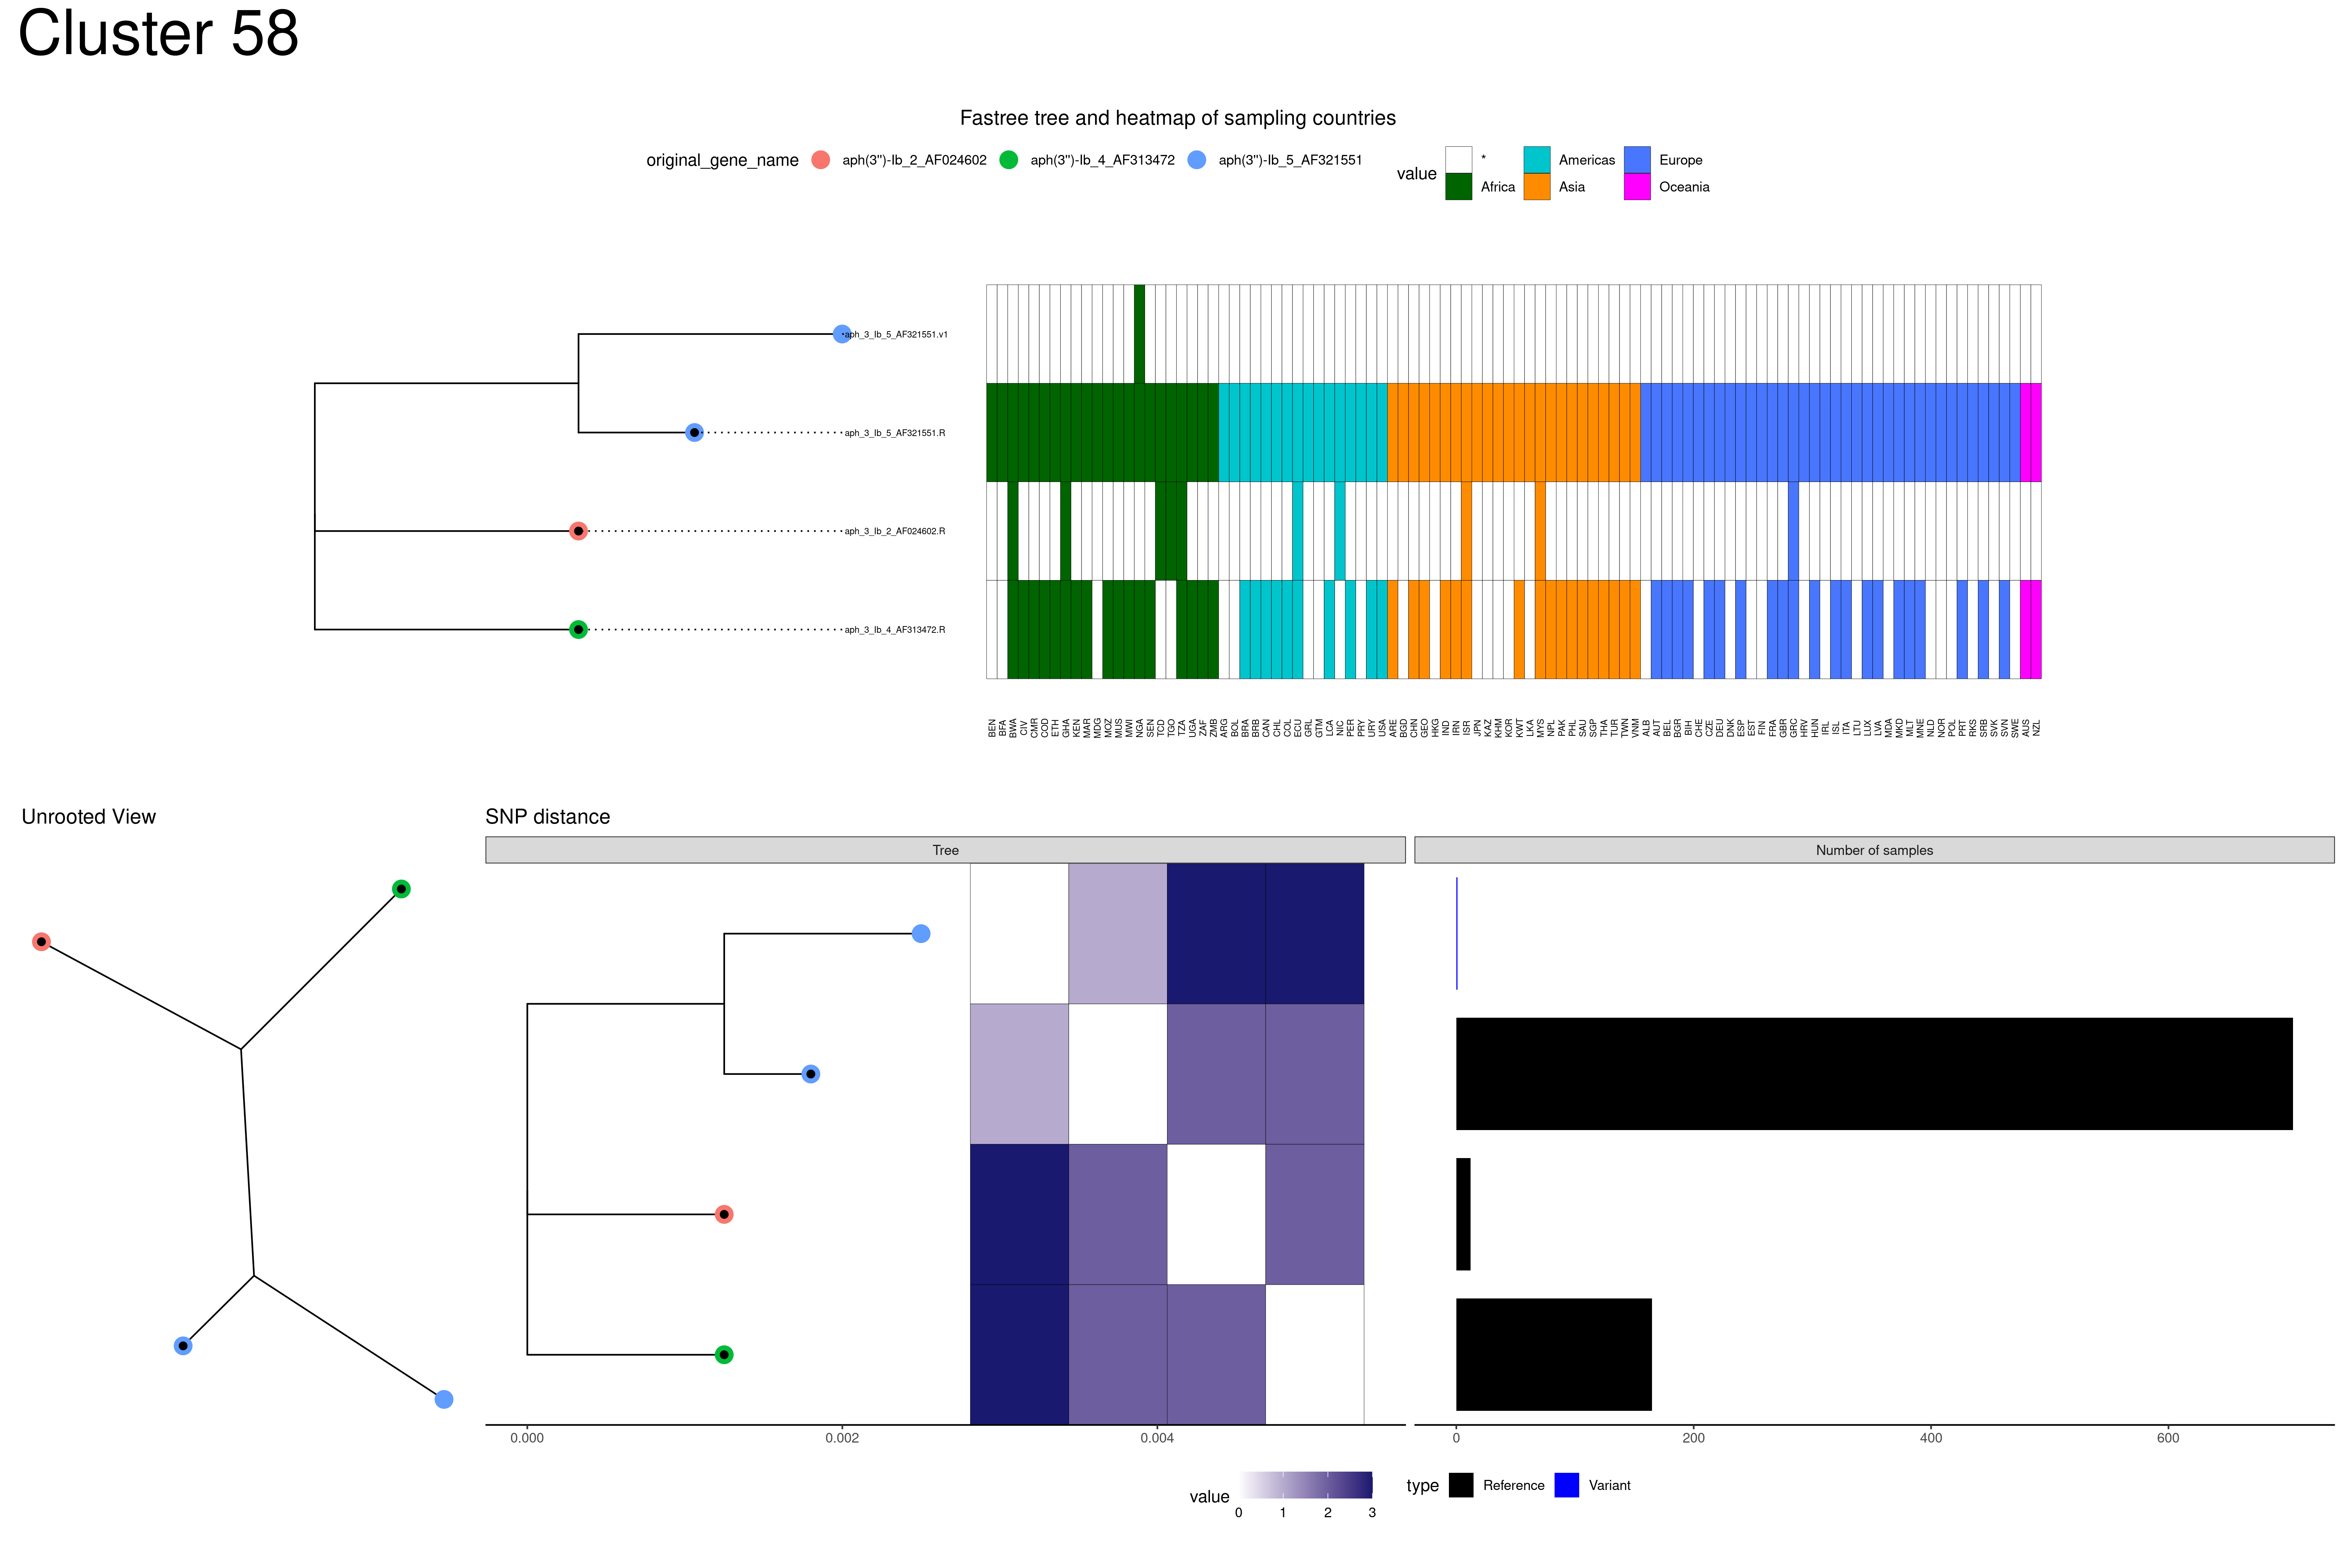 Cluster 58
Fastree tree and heatmap of sampling countries
original_gene_name aph(3'')-Ib_2_AF024602 aph(3'')-Ib_4_AF313472 aph(3'')-Ib_5_AF321551
value * Americas Europe
Africa Asia Oceania
aph_3_Ib_5_AF321551.v1
aph_3_Ib_5_AF321551.R
aph_3_Ib_2_AF024602.R
aph_3_Ib_4_AF313472.R
BEN BFA BWA CIV CMR COD ETH GHA KEN MAR MDG MOZ MUS MWI NGA SEN TCD TGO TZA UGA ZAF ZMB ARG BOL BRA BRB CAN CHL COL ECU GRL GTM LCA NIC PER PRY URY USA ARE BGD CHN GEO HKG IND IRN ISR JPN KAZ KHM KOR KWT LKA MYS NPL PAK PHL SAU SGP THA TUR TWN VNM ALB AUT BEL BGR BIH CHE CZE DEU DNK ESP EST FIN FRA GBR GRC HRV HUN IRL ISL ITA LTU LUX LVA MDA MKD MLT MNE NLD NOR POL PRT RKS SRB SVK SVN SWE AUS NZL
Unrooted View
SNP distance
Tree
Number of samples
0.000 0.002 0.004
0 200 400 600
value 0 1 2 3
type Reference Variant